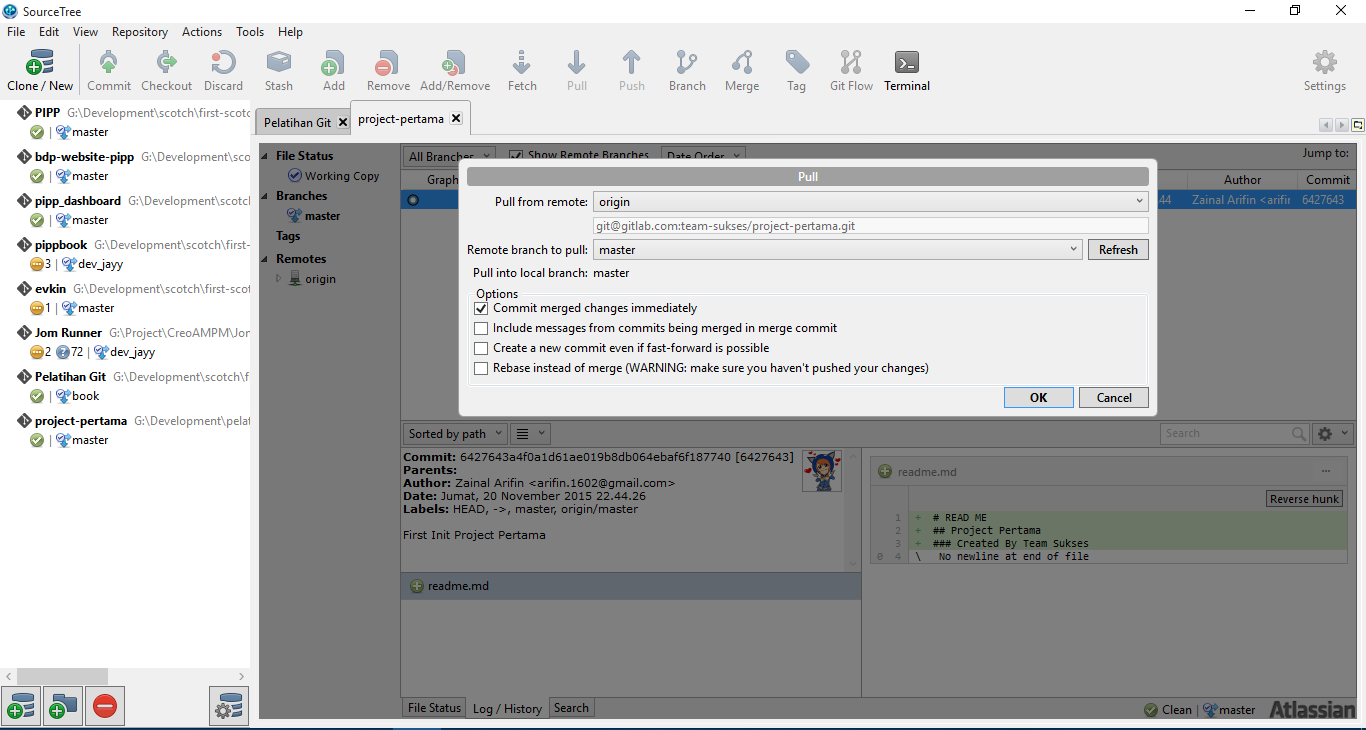 SourceTree
File Edit View Repository Actions Tools Help
Clone / New Commit Checkout Discard Stash Add Remove Add/Remove Fetch Pull Push Branch Merge Tag Git Flow Terminal Settings
PIPP G:\Development\scotch\first-scotc
| master
bdp-website-pipp G:\Development\sco
| master
pipp_dashboard G:\Development\scotch
| master
pippbook G:\Development\scotch\first-
3 | dev_jayy
evkin G:\Development\scotch\first-scot
1 | master
Jom Runner G:\Project\CreoAMPM\Jor
2 72 | dev_jayy
Pelatihan Git G:\Development\scotch\f
| book
project-pertama G:\Development\pelat
| master
Pelatihan Git
project-pertama
File Status
Working Copy
Branches
master
Tags
Remotes
origin
All Branches Show Remote Branches Date Order Jump to:
Graph Author Commit
44 Zainal Arifin <arifin 6427643
Pull
Pull from remote: origin
git@gitlab.com:team-sukses/project-pertama.git
Remote branch to pull: master Refresh
Pull into local branch: master
Options
Commit merged changes immediately
Include messages from commits being merged in merge commit
Create a new commit even if fast-forward is possible
Rebase instead of merge (WARNING: make sure you haven't pushed your changes)
OK Cancel
Sorted by path Search
Commit: 6427643a4f0a1d61ae019b8db064ebaf6f187740 [6427643]
Parents:
Author: Zainal Arifin <arifin.1602@gmail.com>
Date: Jumat, 20 November 2015 22.44.26
Labels: HEAD, ->, master, origin/master
First Init Project Pertama
readme.md
readme.md ...
Reverse hunk
1 + # READ ME
2 + ## Project Pertama
3 + ### Created By Team Sukses
0 4 \ No newline at end of file
File Status Log / History Search
Clean | master Atlassian